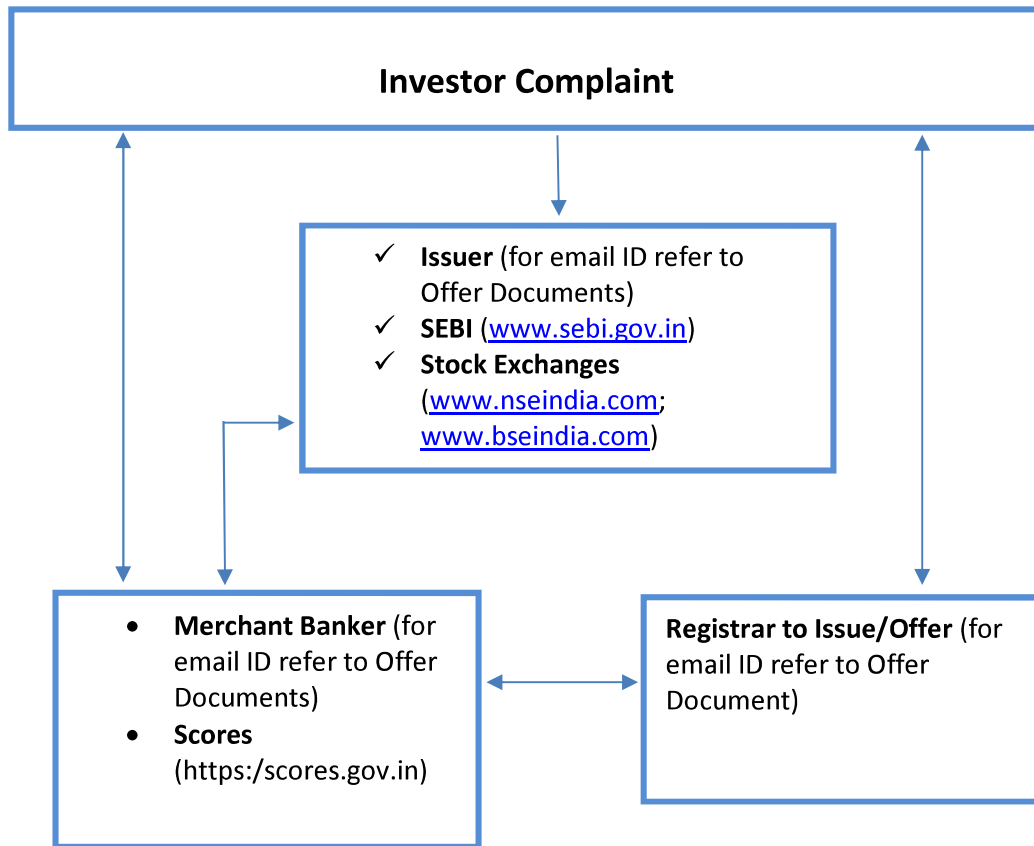 Investor Complaint
✓ Issuer (for email ID refer to
Offer Documents)
✓ SEBI (www.sebi.gov.in)
✓ Stock Exchanges
(www.nseindia.com;
www.bseindia.com)
• Merchant Banker (for
email ID refer to Offer
Documents)
• Scores
(https:/scores.gov.in)
Registrar to Issue/Offer (for
email ID refer to Offer
Document)